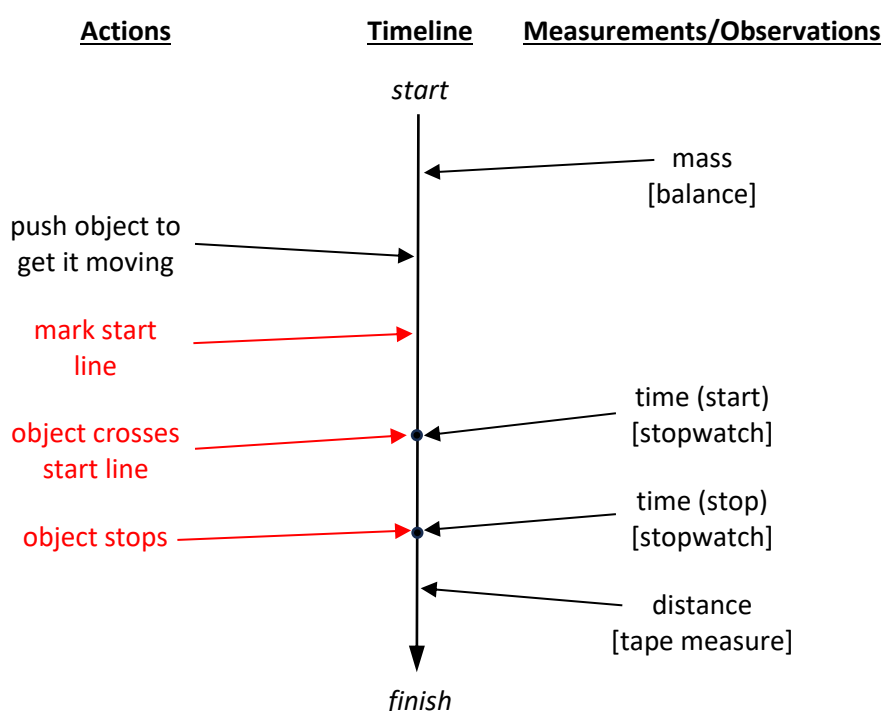 Actions
Timeline
Measurements/Observations
start
mass
[balance]
push object to
get it moving
mark start
line
time (start)
[stopwatch]
object crosses
start line
time (stop)
[stopwatch]
object stops
distance
[tape measure]
finish